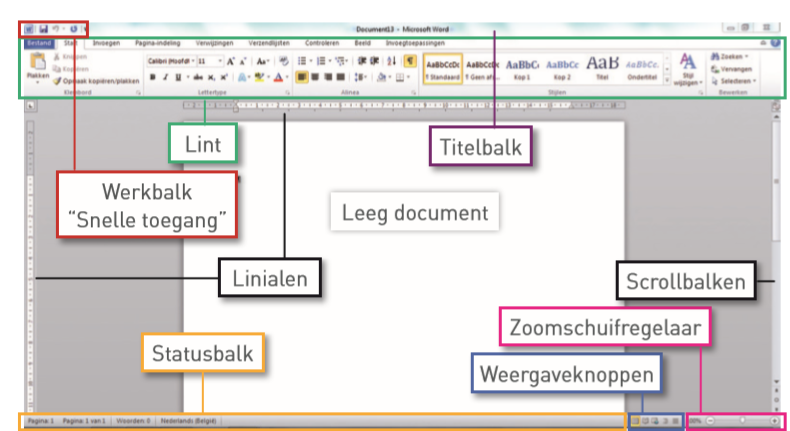 Document13 - Microsoft Word
Bestand Start Invoegen Pagina-indeling Verwijzingen Verzendlijsten Controleren Beeld Invoegtoepassingen
Knippen
Kopiëren
Plakken
Opmaak kopiëren/plakken
Klembord
11
Lettertype
Alinea
AaBbCcDc AaBbCcDc AaBbC AaBbCc AaB AaBbCc.
¶ Standaard ¶ Geen afs... Kop 1 Kop 2 Titel Ondertitel
Stijl wijzigen
Stijlen
Zoeken
Vervangen
Selecteren
Bewerken
Lint
Titelbalk
Werkbalk
“Snelle toegang”
Leeg document
Linialen
Scrollbalken
Zoomschuifregelaar
Statusbalk
Weergaveknoppen
Pagina: 1 Pagina: 1 van 1 Woorden: 0 Nederlands (België)